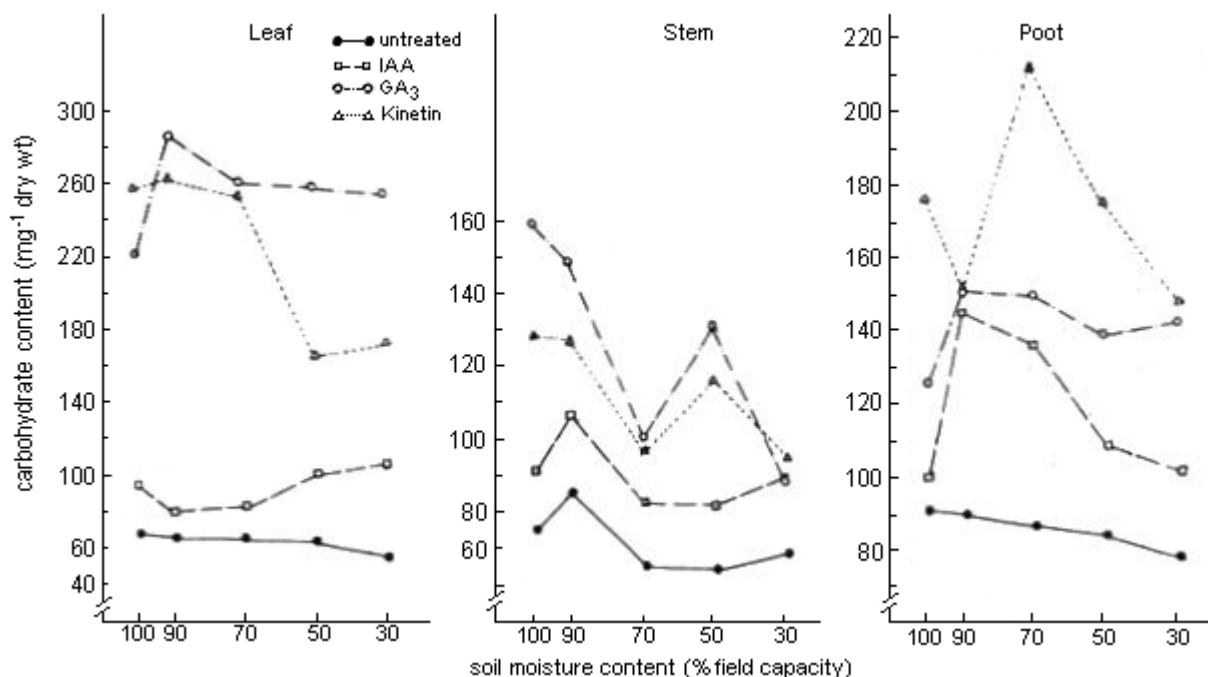 Leaf
untreated
IAA
GA3
Kinetin
Stem
Poot
carbohydrate content (mg-1 dry wt)
300
260
220
180
140
100
60
40
160
140
120
100
80
60
220
200
180
160
140
120
100
80
100 90 70 50 30
100 90 70 50 30
100 90 70 50 30
soil moisture content (% field capacity)